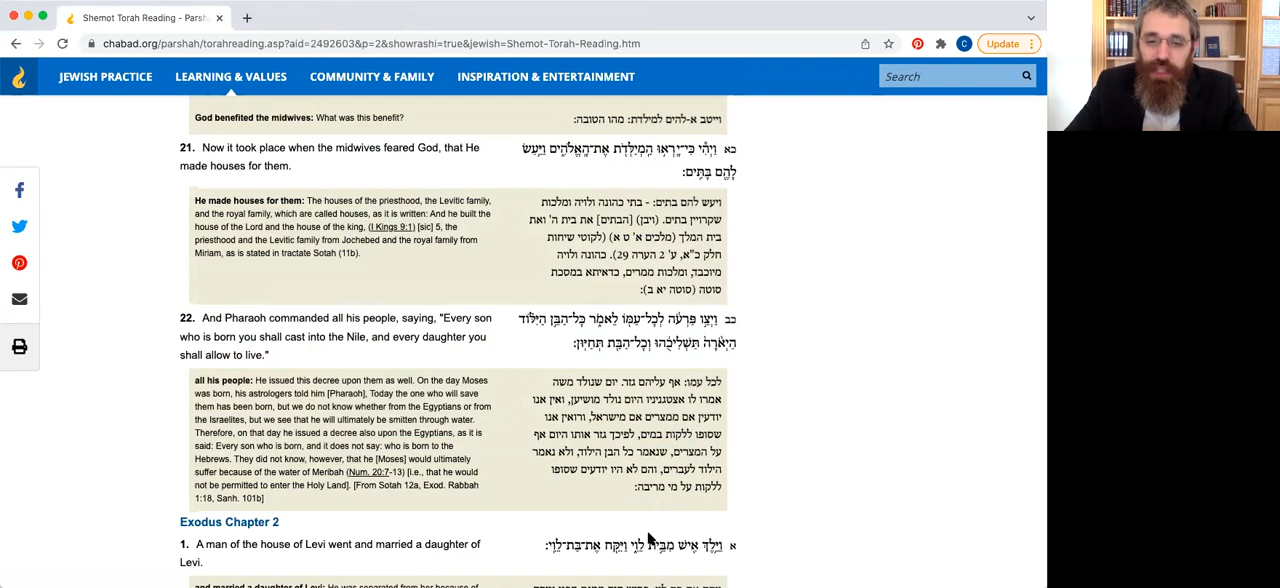 Shemot Torah Reading - Parsh
chabad.org/parshah/torahreading.asp?aid=2492603&p=2&showrashi=true&jewish=Shemot-Torah-Reading.htm
C
Update
JEWISH PRACTICE
LEARNING & VALUES
COMMUNITY & FAMILY
INSPIRATION & ENTERTAINMENT
Search
God benefited the midwives: What was this benefit?
וייטב א-להים למילדת: מהו הטובה:
21. Now it took place when the midwives feared God, that He
made houses for them.
כא וַיְהִ֕י כִּי־יָֽרְא֥וּ הַֽמְיַלְּדֹ֖ת אֶת־הָֽאֱלֹהִ֑ים וַיַּ֥עַשׂ
לָהֶ֖ם בָּתִּֽים:
He made houses for them: The houses of the priesthood, the Levitic family,
and the royal family, which are called houses, as it is written: And he built the
house of the Lord and the house of the king, (I Kings 9:1) [sic] 5, the
priesthood and the Levitic family from Jochebed and the royal family from
Miriam, as is stated in tractate Sotah (11b).
ויעש להם בתים: - בתי כהונה ולויה ומלכות
שקרויין בתים. (ויבן) [הבתים] את בית ה' ואת
בית המלך (מלכים א' ט א) (לקוטי שיחות
חלק כ"א, ע' 2 הערה 29). כהונה ולויה
מיוכבד, ומלכות ממרים, כדאיתא במסכת
סוטה (סוטה יא ב):
22. And Pharaoh commanded all his people, saying, "Every son
who is born you shall cast into the Nile, and every daughter you
shall allow to live."
כב וַיְצַ֣ו פַּרְעֹ֔ה לְכָל־עַמּ֖וֹ לֵאמֹ֑ר כָּל־הַבֵּ֣ן הַיִּלּ֗וֹד
הַיְאֹ֨רָה֙ תַּשְׁלִיכֻ֔הוּ וְכָל־הַבַּ֖ת תְּחַיּֽוּן:
all his people: He issued this decree upon them as well. On the day Moses
was born, his astrologers told him [Pharaoh], Today the one who will save
them has been born, but we do not know whether from the Egyptians or from
the Israelites, but we see that he will ultimately be smitten through water.
Therefore, on that day he issued a decree also upon the Egyptians, as it is
said: Every son who is born, and it does not say: who is born to the
Hebrews. They did not know, however, that he [Moses] would ultimately
suffer because of the water of Meribah (Num. 20:7-13) [i.e., that he would
not be permitted to enter the Holy Land]. [From Sotah 12a, Exod. Rabbah
1:18, Sanh. 101b]
לכל עמו: אף עליהם גזר. יום שנולד משה
אמרו לו אצטגניניו היום נולד מושיען, ואין אנו
יודעין אם ממצרים אם מישראל, ורואין אנו
שסופו ללקות במים, לפיכך גזר אותו היום אף
על המצרים, שנאמר כל הבן הילוד, ולא נאמר
הילוד לעברים, והם לא היו יודעים שסופו
ללקות על מי מריבה:
Exodus Chapter 2
1. A man of the house of Levi went and married a daughter of
Levi.
א וַיֵּ֥לֶךְ אִ֖ישׁ מִבֵּ֣ית לֵוִ֑י וַיִּקַּ֖ח אֶת־בַּת־לֵוִֽי:
and married a daughter of Levi: He was separated from her because of